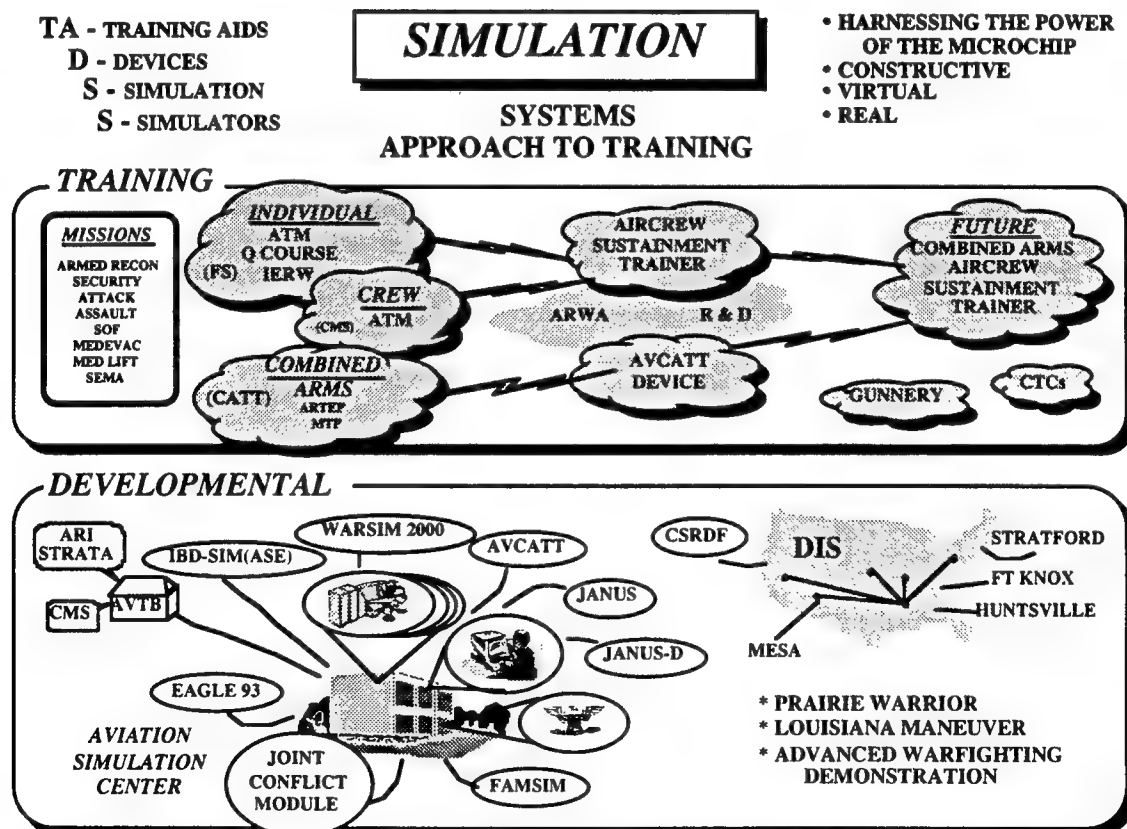 TA - TRAINING AIDS
D - DEVICES
S - SIMULATION
S - SIMULATORS
SIMULATION
SYSTEMS
APPROACH TO TRAINING
• HARNESSING THE POWER
OF THE MICROCHIP
• CONSTRUCTIVE
• VIRTUAL
• REAL
TRAINING
MISSIONS
ARMED RECON
SECURITY
ATTACK
ASSAULT
SOF
MEDEVAC
MED LIFT
SEMA
INDIVIDUAL
ATM
Q COURSE
(FS) IERW
CREW
(CMS) ATM
COMBINED
(CATT) ARMS
ARTEP
MTP
AIRCREW
SUSTAINMENT
TRAINER
ARWA R & D
AVCATT
DEVICE
FUTURE
COMBINED ARMS
AIRCREW
SUSTAINMENT
TRAINER
GUNNERY
CTCs
DEVELOPMENTAL
ARI
STRATA
CMS
AVTB
IBD-SIM(ASE)
WARSIM 2000
AVCATT
JANUS
JANUS-D
EAGLE 93
AVIATION
SIMULATION
CENTER
JOINT
CONFLICT
MODULE
FAMSIM
CSRDF
DIS
STRATFORD
FT KNOX
HUNTSVILLE
MESA
* PRAIRIE WARRIOR
* LOUISIANA MANEUVER
* ADVANCED WARFIGHTING
DEMONSTRATION